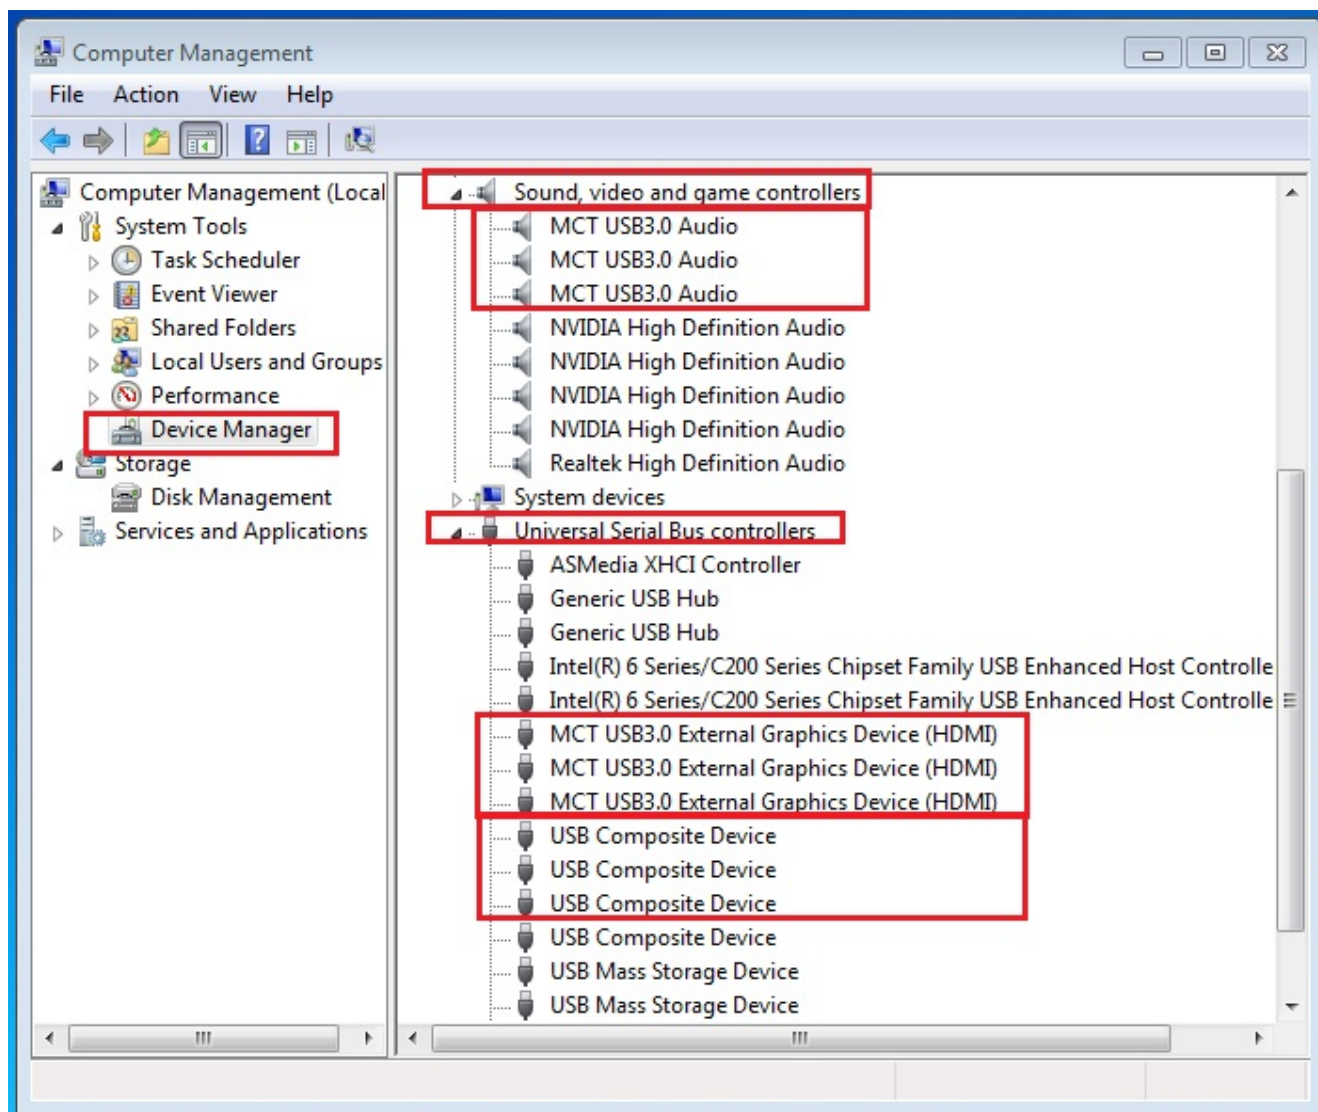 Computer Management
File Action View Help
Computer Management (Local
System Tools
Task Scheduler
Event Viewer
Shared Folders
Local Users and Groups
Performance
Device Manager
Storage
Disk Management
Services and Applications
Sound, video and game controllers
MCT USB3.0 Audio
MCT USB3.0 Audio
MCT USB3.0 Audio
NVIDIA High Definition Audio
NVIDIA High Definition Audio
NVIDIA High Definition Audio
NVIDIA High Definition Audio
Realtek High Definition Audio
System devices
Universal Serial Bus controllers
ASMedia XHCI Controller
Generic USB Hub
Generic USB Hub
Intel(R) 6 Series/C200 Series Chipset Family USB Enhanced Host Controlle
Intel(R) 6 Series/C200 Series Chipset Family USB Enhanced Host Controlle
MCT USB3.0 External Graphics Device (HDMI)
MCT USB3.0 External Graphics Device (HDMI)
MCT USB3.0 External Graphics Device (HDMI)
USB Composite Device
USB Composite Device
USB Composite Device
USB Composite Device
USB Mass Storage Device
USB Mass Storage Device